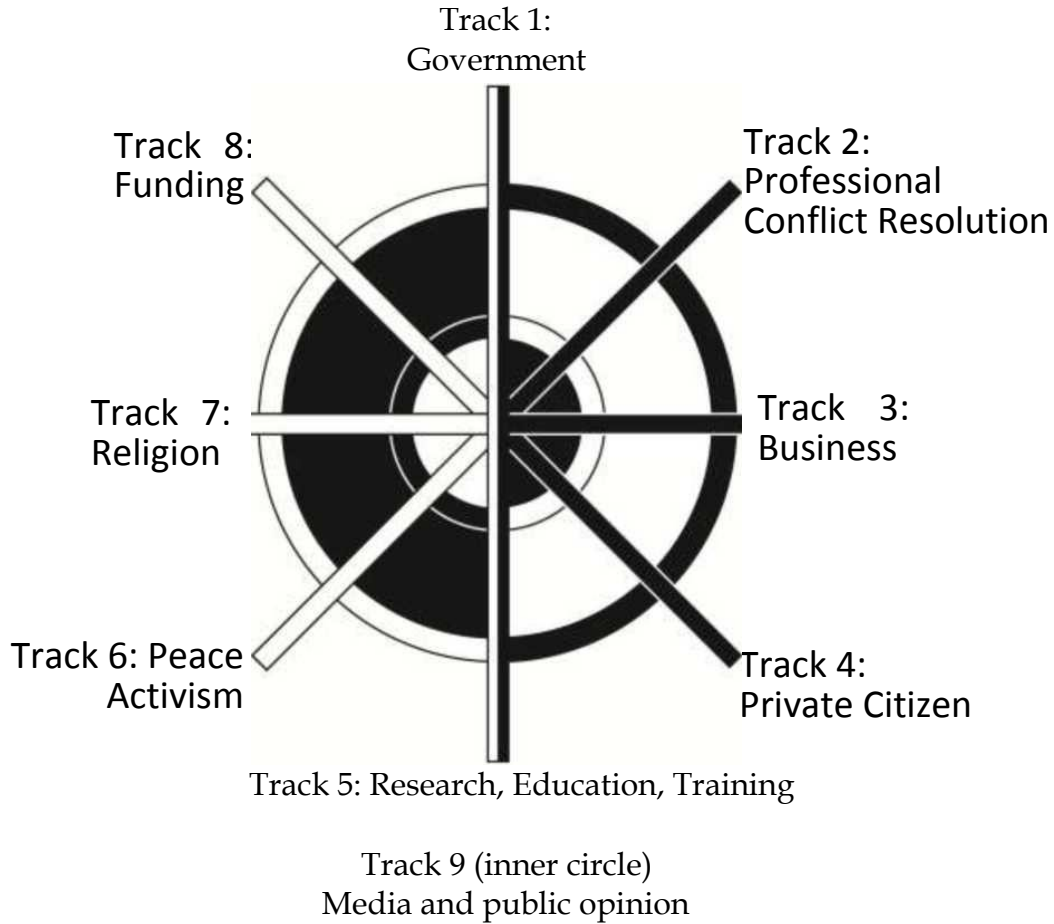 Track 1:
Government
Track 8:
Funding
Track 2:
Professional
Conflict Resolution
Track 7:
Religion
Track 3:
Business
Track 6: Peace
Activism
Track 4:
Private Citizen
Track 5: Research, Education, Training
Track 9 (inner circle)
Media and public opinion